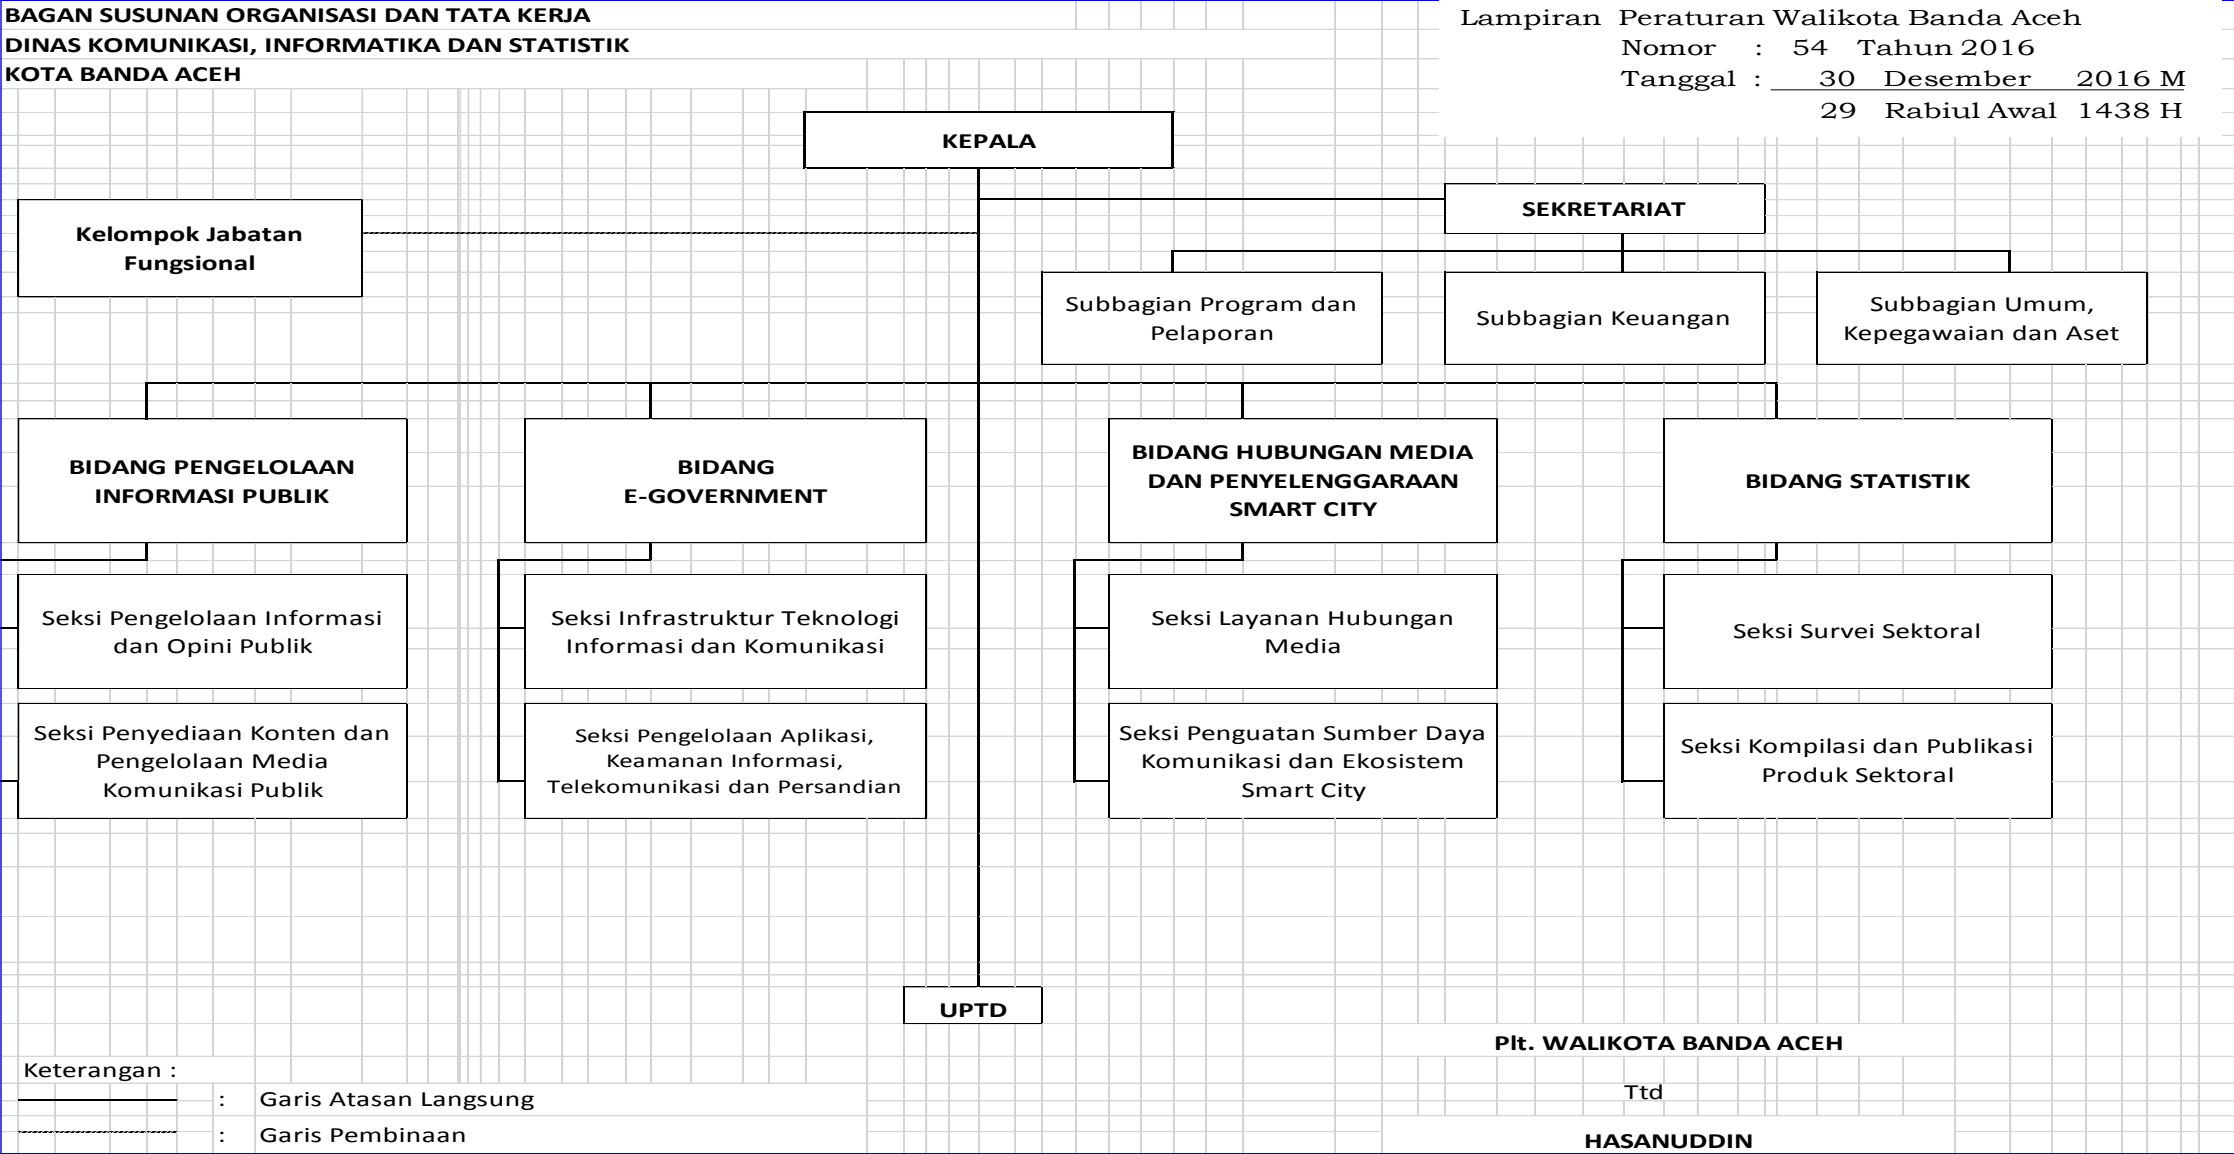 BAGAN SUSUNAN ORGANISASI DAN TATA KERJA
DINAS KOMUNIKASI, INFORMATIKA DAN STATISTIK
KOTA BANDA ACEH
Lampiran Peraturan Walikota Banda Aceh
Nomor : 54 Tahun 2016
Tanggal : 30 Desember 2016 M
29 Rabiul Awal 1438 H
KEPALA
SEKRETARIAT
Kelompok Jabatan
Fungsional
Subbagian Program dan
Pelaporan
Subbagian Keuangan
Subbagian Umum,
Kepegawaian dan Aset
BIDANG PENGELOLAAN
INFORMASI PUBLIK
BIDANG
E-GOVERNMENT
BIDANG HUBUNGAN MEDIA
DAN PENYELENGGARAAN
SMART CITY
BIDANG STATISTIK
Seksi Pengelolaan Informasi
dan Opini Publik
Seksi Infrastruktur Teknologi
Informasi dan Komunikasi
Seksi Layanan Hubungan
Media
Seksi Survei Sektoral
Seksi Penyediaan Konten dan
Pengelolaan Media
Komunikasi Publik
Seksi Pengelolaan Aplikasi,
Keamanan Informasi,
Telekomunikasi dan Persandian
Seksi Penguatan Sumber Daya
Komunikasi dan Ekosistem
Smart City
Seksi Kompilasi dan Publikasi
Produk Sektoral
UPTD
Keterangan :
: Garis Atasan Langsung
: Garis Pembinaan
Plt. WALIKOTA BANDA ACEH
Ttd
HASANUDDIN